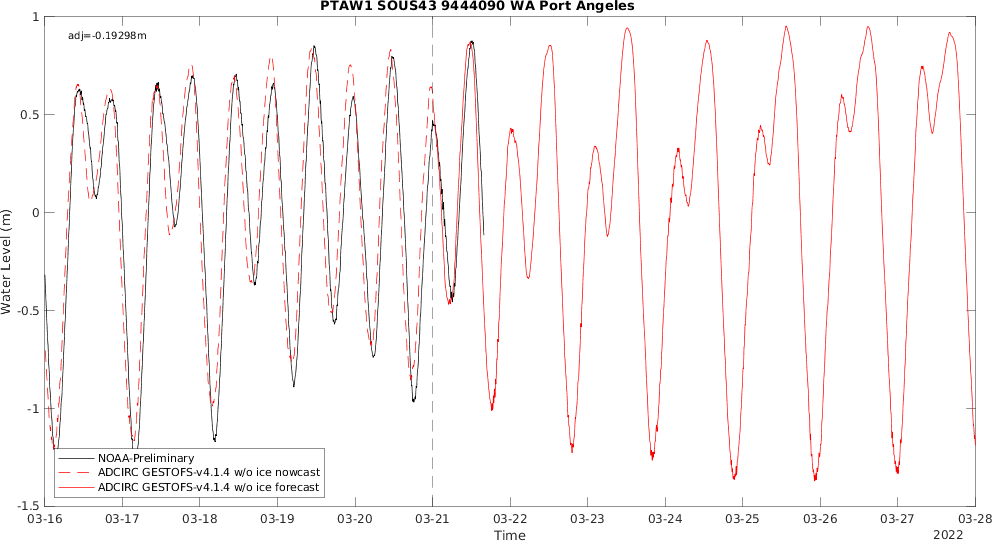 PTAW1 SOUS43 9444090 WA Port Angeles
adj=-0.19298m
1
0.5
0
-0.5
-1
-1.5
Water Level (m)
NOAA-Preliminary
ADCIRC GESTOFS-v4.1.4 w/o ice nowcast
ADCIRC GESTOFS-v4.1.4 w/o ice forecast
03-16 03-17 03-18 03-19 03-20 03-21 03-22 03-23 03-24 03-25 03-26 03-27 03-28
Time
2022